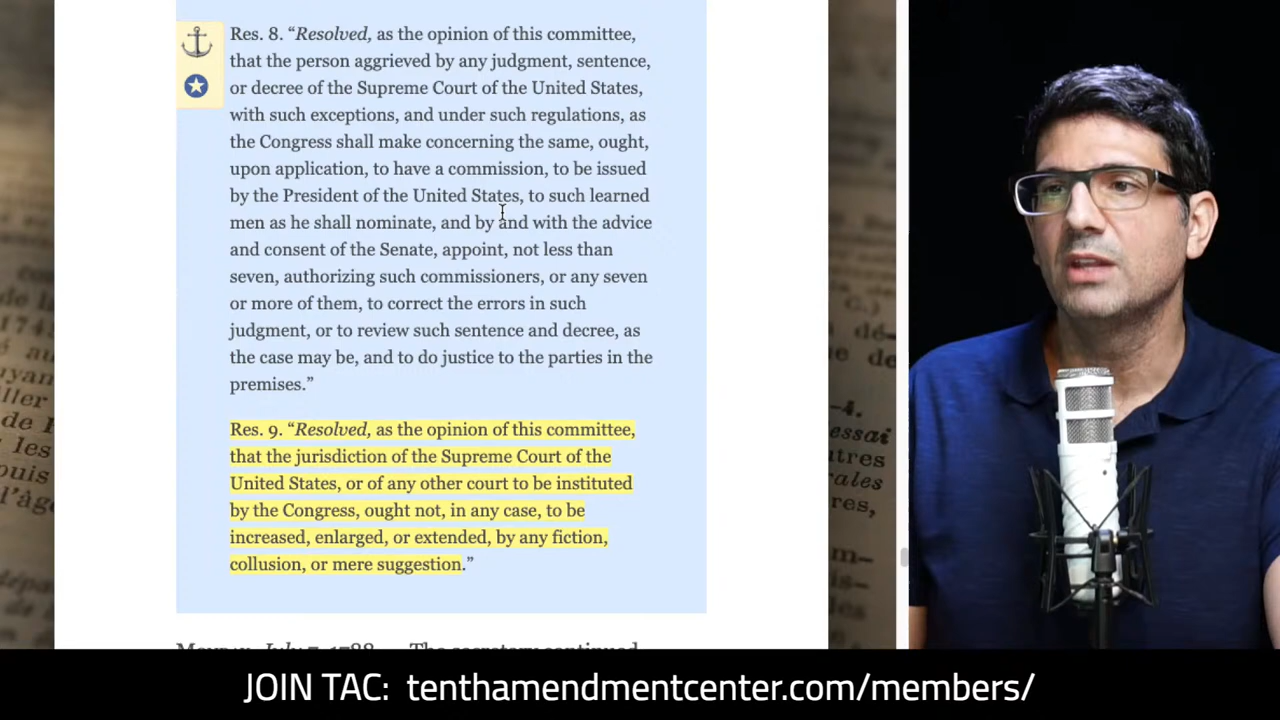 Res. 8. “Resolved, as the opinion of this committee,
that the person aggrieved by any judgment, sentence,
or decree of the Supreme Court of the United States,
with such exceptions, and under such regulations, as
the Congress shall make concerning the same, ought,
upon application, to have a commission, to be issued
by the President of the United States, to such learned
men as he shall nominate, and by and with the advice
and consent of the Senate, appoint, not less than
seven, authorizing such commissioners, or any seven
or more of them, to correct the errors in such
judgment, or to review such sentence and decree, as
the case may be, and to do justice to the parties in the
premises.”
Res. 9. “Resolved, as the opinion of this committee,
that the jurisdiction of the Supreme Court of the
United States, or of any other court to be instituted
by the Congress, ought not, in any case, to be
increased, enlarged, or extended, by any fiction,
collusion, or mere suggestion.”
July 7, 1788. The secretary continued
JOIN TAC: tenthamendmentcenter.com/members/